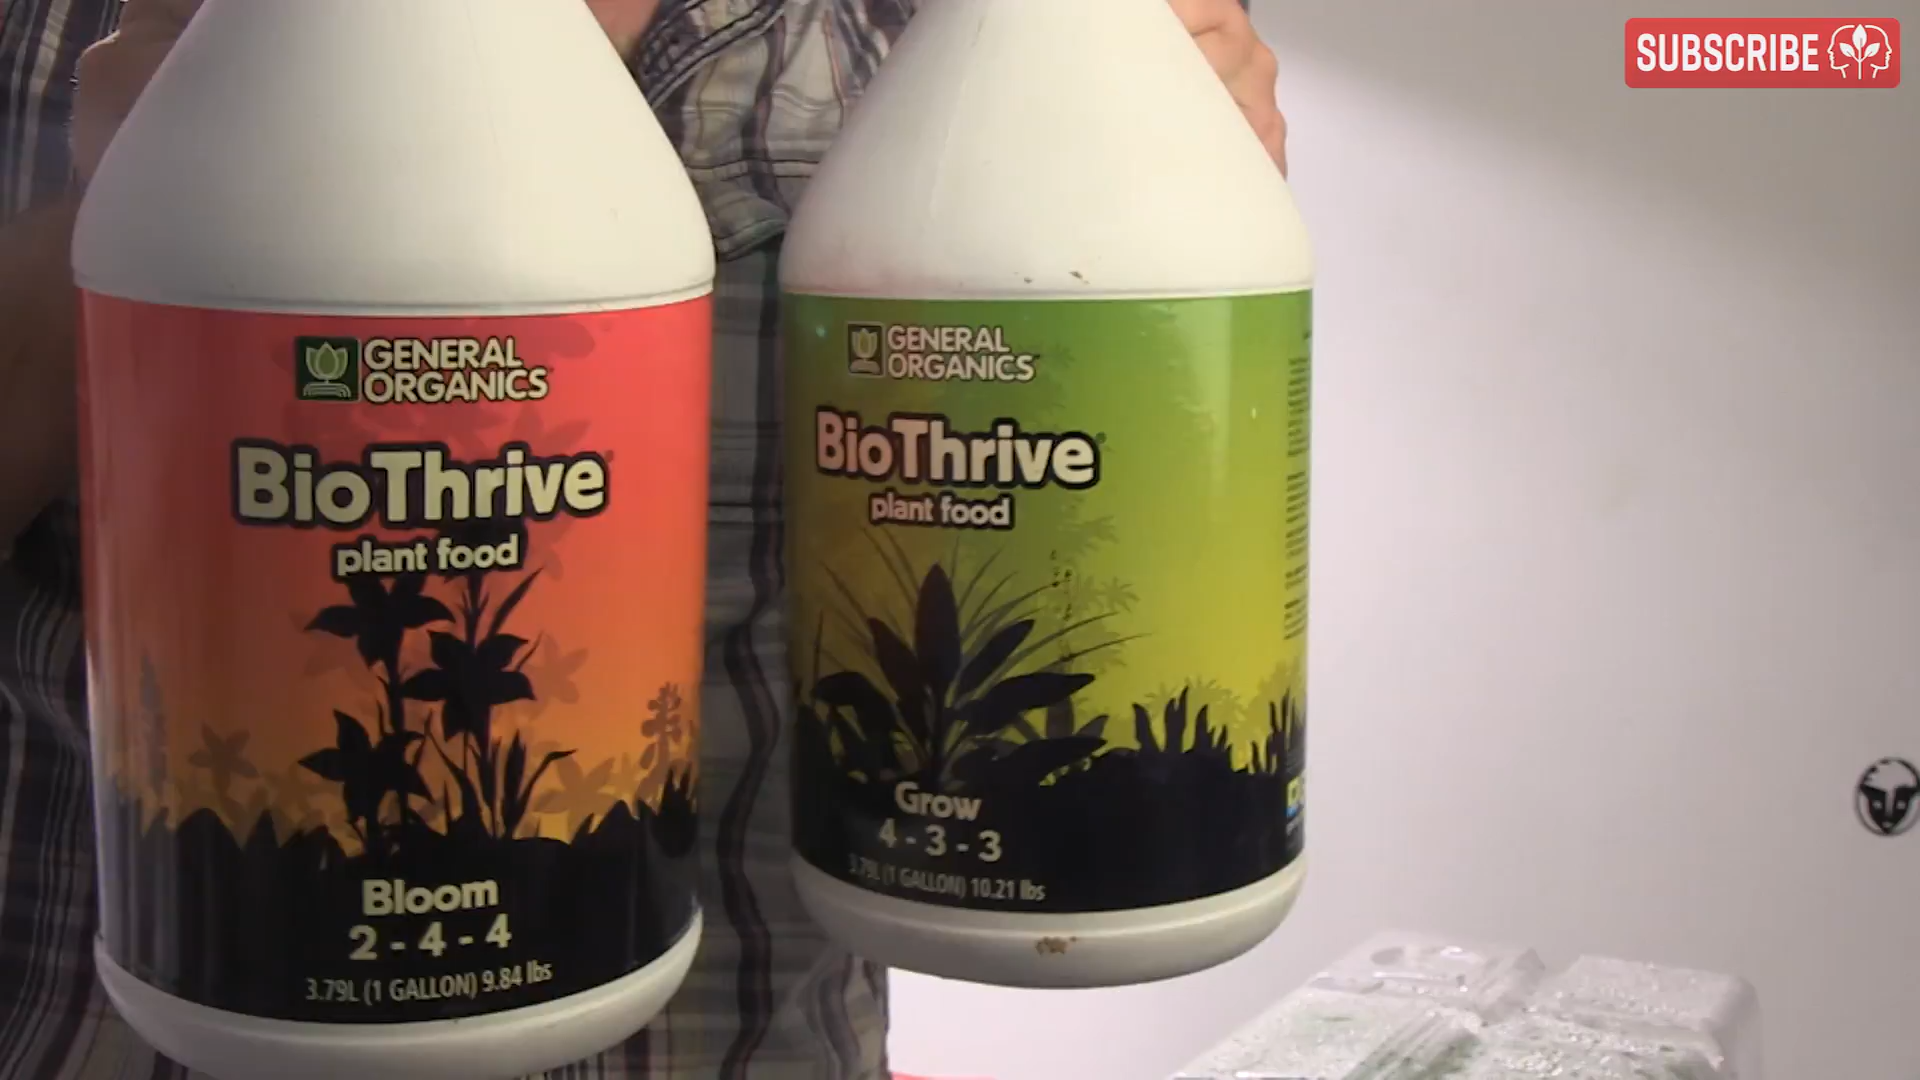 SUBSCRIBE
GENERAL
ORGANICS
BioThrive
plant food
Bloom
2 - 4 - 4
3.79L (1 GALLON) 9.84 lbs
GENERAL
ORGANICS™
BioThrive®
plant food
Grow
4 - 3 - 3
3.79L (1 GALLON) 10.21 lbs